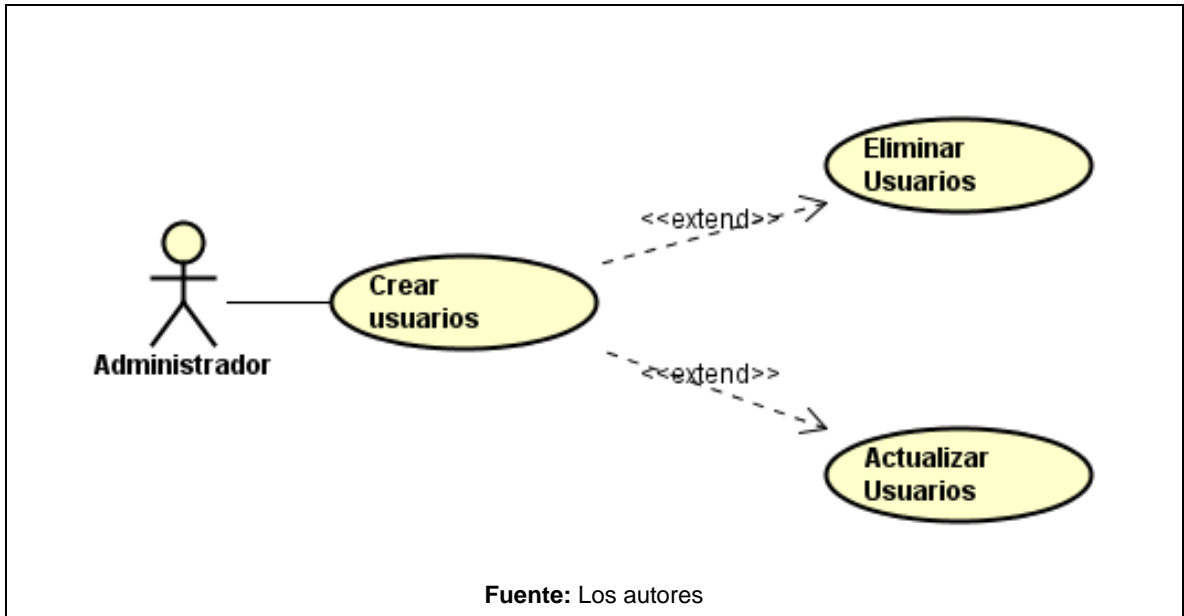 Eliminar
Usuarios
<<extend>>
Crear
usuarios
Administrador
<<extend>>
Actualizar
Usuarios
Fuente: Los autores